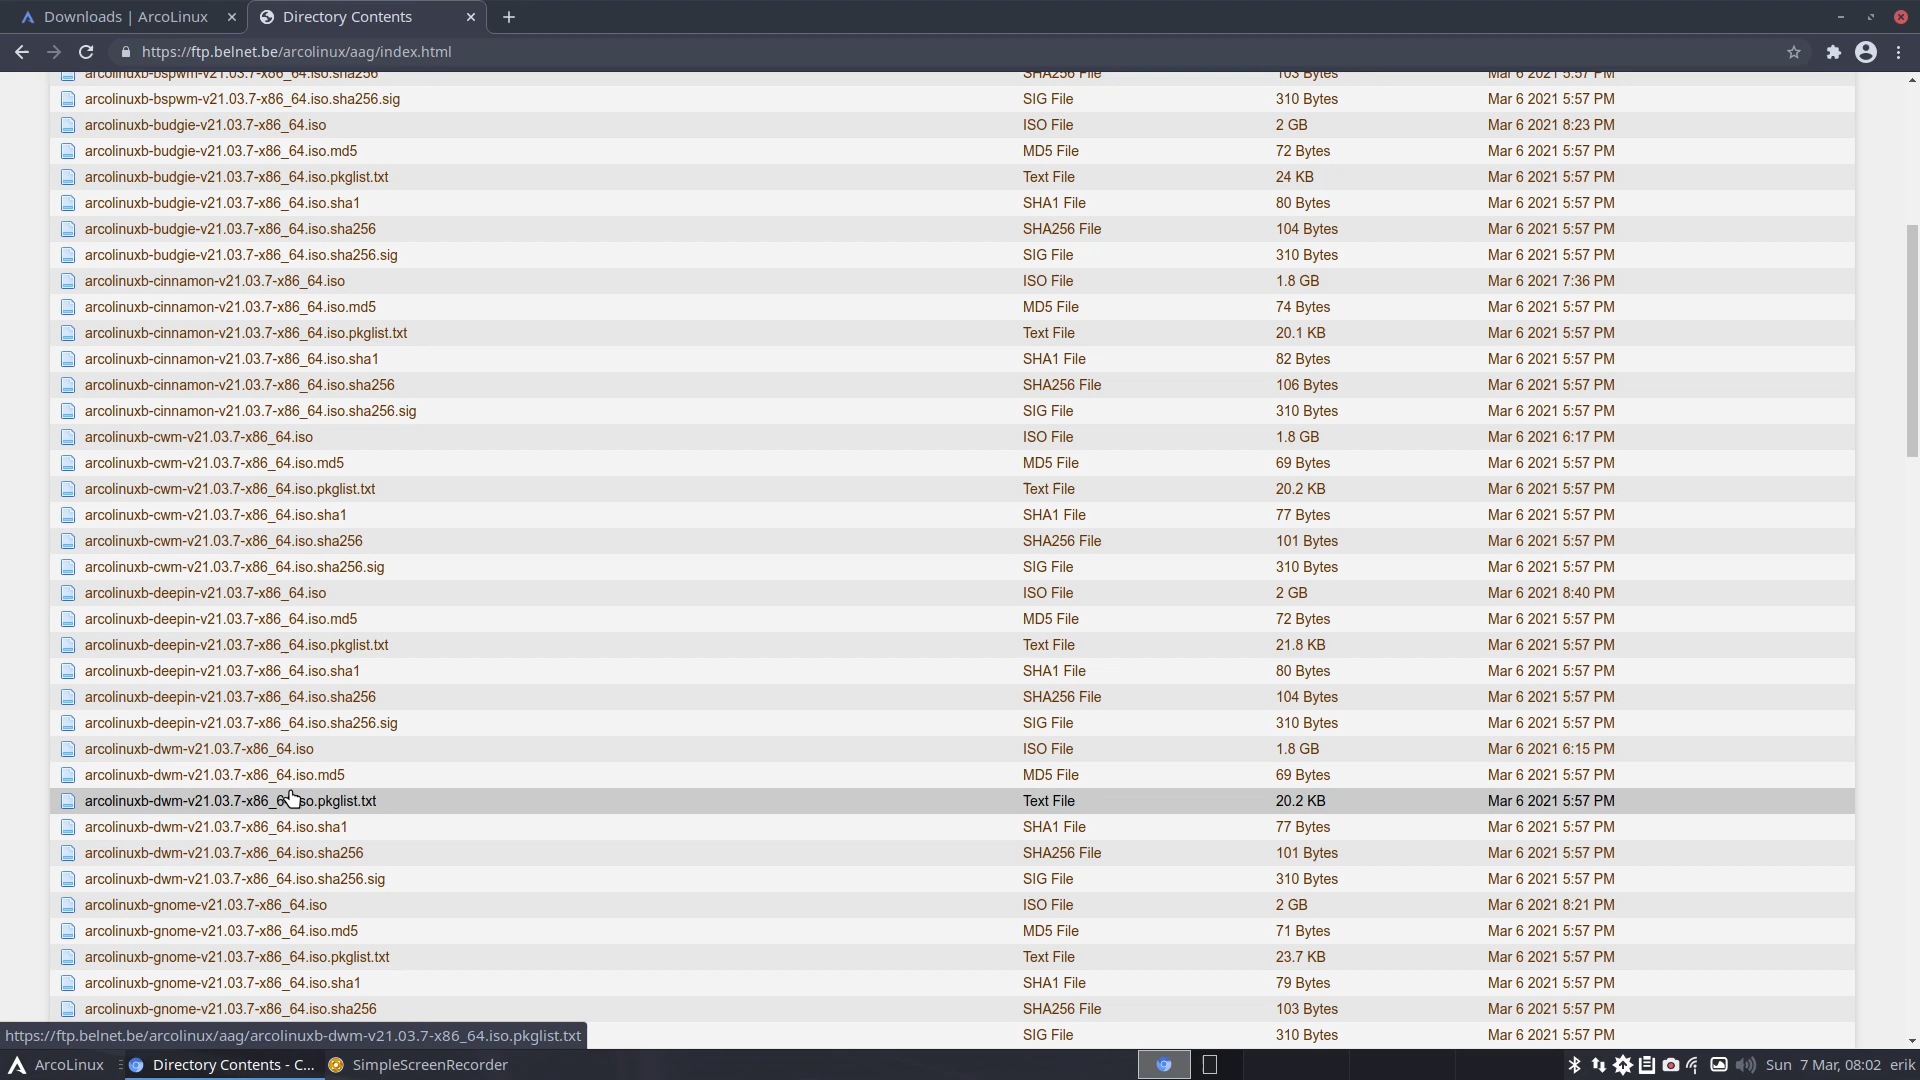 Downloads | ArcoLinux
Directory Contents
https://ftp.belnet.be/arcolinux/aag/index.html
arcolinuxb-bspwm-v21.03.7-x86_64.iso.sha256 SHA256 File 103 Bytes Mar 6 2021 5:57 PM
arcolinuxb-bspwm-v21.03.7-x86_64.iso.sha256.sig SIG File 310 Bytes Mar 6 2021 5:57 PM
arcolinuxb-budgie-v21.03.7-x86_64.iso ISO File 2 GB Mar 6 2021 8:23 PM
arcolinuxb-budgie-v21.03.7-x86_64.iso.md5 MD5 File 72 Bytes Mar 6 2021 5:57 PM
arcolinuxb-budgie-v21.03.7-x86_64.iso.pkglist.txt Text File 24 KB Mar 6 2021 5:57 PM
arcolinuxb-budgie-v21.03.7-x86_64.iso.sha1 SHA1 File 80 Bytes Mar 6 2021 5:57 PM
arcolinuxb-budgie-v21.03.7-x86_64.iso.sha256 SHA256 File 104 Bytes Mar 6 2021 5:57 PM
arcolinuxb-budgie-v21.03.7-x86_64.iso.sha256.sig SIG File 310 Bytes Mar 6 2021 5:57 PM
arcolinuxb-cinnamon-v21.03.7-x86_64.iso ISO File 1.8 GB Mar 6 2021 7:36 PM
arcolinuxb-cinnamon-v21.03.7-x86_64.iso.md5 MD5 File 74 Bytes Mar 6 2021 5:57 PM
arcolinuxb-cinnamon-v21.03.7-x86_64.iso.pkglist.txt Text File 20.1 KB Mar 6 2021 5:57 PM
arcolinuxb-cinnamon-v21.03.7-x86_64.iso.sha1 SHA1 File 82 Bytes Mar 6 2021 5:57 PM
arcolinuxb-cinnamon-v21.03.7-x86_64.iso.sha256 SHA256 File 106 Bytes Mar 6 2021 5:57 PM
arcolinuxb-cinnamon-v21.03.7-x86_64.iso.sha256.sig SIG File 310 Bytes Mar 6 2021 5:57 PM
arcolinuxb-cwm-v21.03.7-x86_64.iso ISO File 1.8 GB Mar 6 2021 6:17 PM
arcolinuxb-cwm-v21.03.7-x86_64.iso.md5 MD5 File 69 Bytes Mar 6 2021 5:57 PM
arcolinuxb-cwm-v21.03.7-x86_64.iso.pkglist.txt Text File 20.2 KB Mar 6 2021 5:57 PM
arcolinuxb-cwm-v21.03.7-x86_64.iso.sha1 SHA1 File 77 Bytes Mar 6 2021 5:57 PM
arcolinuxb-cwm-v21.03.7-x86_64.iso.sha256 SHA256 File 101 Bytes Mar 6 2021 5:57 PM
arcolinuxb-cwm-v21.03.7-x86_64.iso.sha256.sig SIG File 310 Bytes Mar 6 2021 5:57 PM
arcolinuxb-deepin-v21.03.7-x86_64.iso ISO File 2 GB Mar 6 2021 8:40 PM
arcolinuxb-deepin-v21.03.7-x86_64.iso.md5 MD5 File 72 Bytes Mar 6 2021 5:57 PM
arcolinuxb-deepin-v21.03.7-x86_64.iso.pkglist.txt Text File 21.8 KB Mar 6 2021 5:57 PM
arcolinuxb-deepin-v21.03.7-x86_64.iso.sha1 SHA1 File 80 Bytes Mar 6 2021 5:57 PM
arcolinuxb-deepin-v21.03.7-x86_64.iso.sha256 SHA256 File 104 Bytes Mar 6 2021 5:57 PM
arcolinuxb-deepin-v21.03.7-x86_64.iso.sha256.sig SIG File 310 Bytes Mar 6 2021 5:57 PM
arcolinuxb-dwm-v21.03.7-x86_64.iso ISO File 1.8 GB Mar 6 2021 6:15 PM
arcolinuxb-dwm-v21.03.7-x86_64.iso.md5 MD5 File 69 Bytes Mar 6 2021 5:57 PM
arcolinuxb-dwm-v21.03.7-x86_64.iso.pkglist.txt Text File 20.2 KB Mar 6 2021 5:57 PM
arcolinuxb-dwm-v21.03.7-x86_64.iso.sha1 SHA1 File 77 Bytes Mar 6 2021 5:57 PM
arcolinuxb-dwm-v21.03.7-x86_64.iso.sha256 SHA256 File 101 Bytes Mar 6 2021 5:57 PM
arcolinuxb-dwm-v21.03.7-x86_64.iso.sha256.sig SIG File 310 Bytes Mar 6 2021 5:57 PM
arcolinuxb-gnome-v21.03.7-x86_64.iso ISO File 2 GB Mar 6 2021 8:21 PM
arcolinuxb-gnome-v21.03.7-x86_64.iso.md5 MD5 File 71 Bytes Mar 6 2021 5:57 PM
arcolinuxb-gnome-v21.03.7-x86_64.iso.pkglist.txt Text File 23.7 KB Mar 6 2021 5:57 PM
arcolinuxb-gnome-v21.03.7-x86_64.iso.sha1 SHA1 File 79 Bytes Mar 6 2021 5:57 PM
arcolinuxb-gnome-v21.03.7-x86_64.iso.sha256 SHA256 File 103 Bytes Mar 6 2021 5:57 PM
SIG File 310 Bytes Mar 6 2021 5:57 PM
https://ftp.belnet.be/arcolinux/aag/arcolinuxb-dwm-v21.03.7-x86_64.iso.pkglist.txt
ArcoLinux Directory Contents - C... SimpleScreenRecorder Sun 7 Mar, 08:02 erik